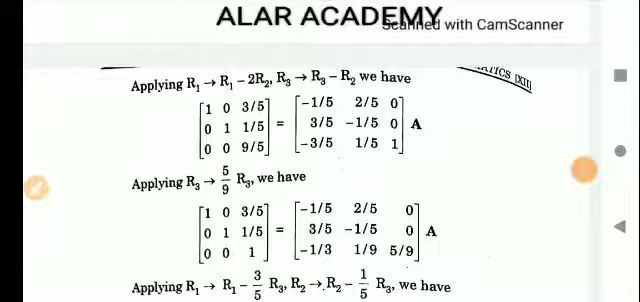 ALAR ACADEMY
Scanned with CamScanner
MATICS (XII)
Applying R₁ → R₁ – 2R₂, R₃ → R₃ – R₂ we have
[1 0 3/5] [–1/5 2/5 0]
[0 1 1/5] = [3/5 –1/5 0] A
[0 0 9/5] [–3/5 1/5 1]
Applying R₃ → 5/9 R₃, we have
[1 0 3/5] [–1/5 2/5 0]
[0 1 1/5] = [3/5 –1/5 0] A
[0 0 1] [–1/3 1/9 5/9]
Applying R₁ → R₁ – 3/5 R₃, R₂ → R₂ – 1/5 R₃, we have